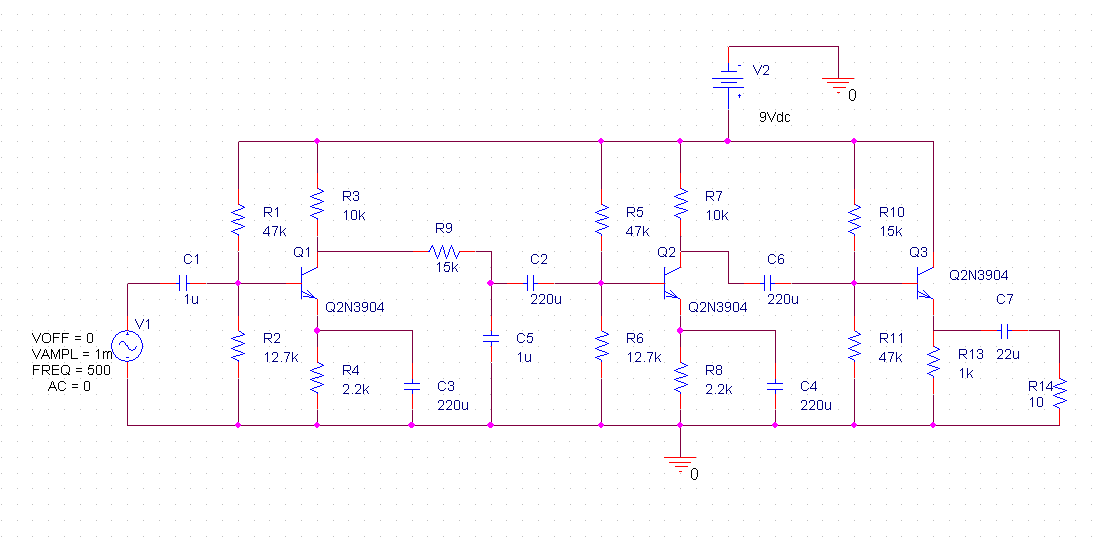 V2
0
9Vdc
R1
47k
R3
10k
R5
47k
R7
10k
R10
15k
R9
15k
Q1
Q2N3904
Q2
Q2N3904
Q3
Q2N3904
C1
1u
C2
220u
C6
220u
C7
22u
V1
VOFF = 0
VAMPL = 1m
FREQ = 500
AC = 0
R2
12.7k
R4
2.2k
C3
220u
C5
1u
R6
12.7k
R8
2.2k
C4
220u
R11
47k
R13
1k
R14
10
0